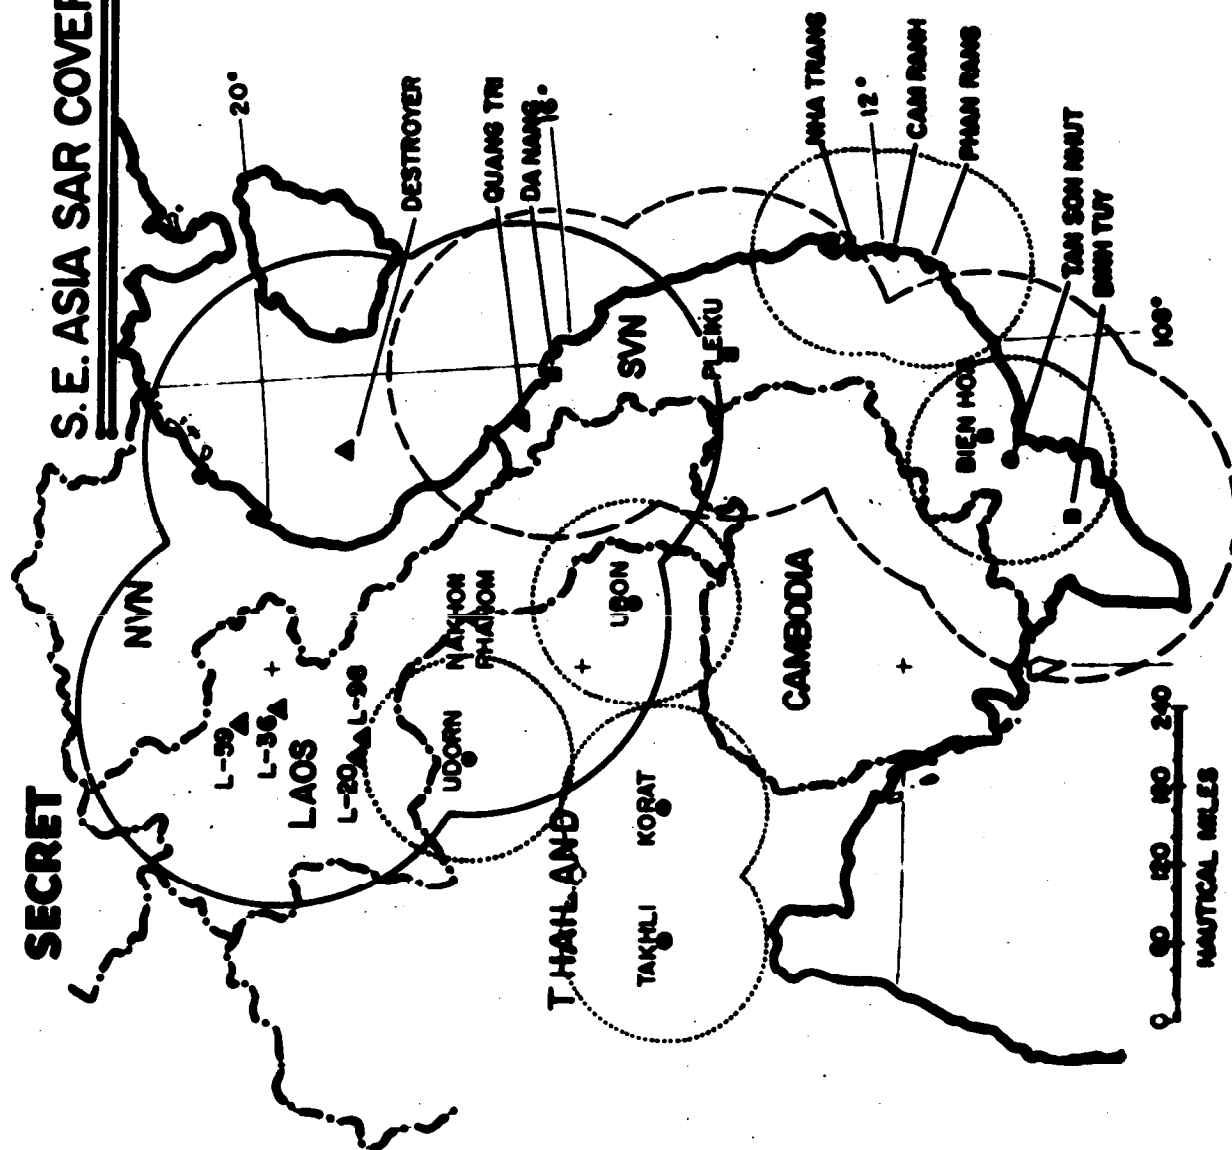 SECRET
S. E. ASIA SAR COVER
20°
DESTROYER
QUANG TRI
DA NANG
16°
NHA TRANG
12°
CAM RANH
PHAN RANG
TAN SON NHUT
BINH TUY
108°
NVN
L-59
L-36
LAOS
L-20
L-98
UDORN
NAKHON
PHANOM
UBON
SVN
PLEIKU
BIEN HOA
CAMBODIA
THAILAND
KORAT
TAKHLI
0 60 120 180 240
NAUTICAL MILES